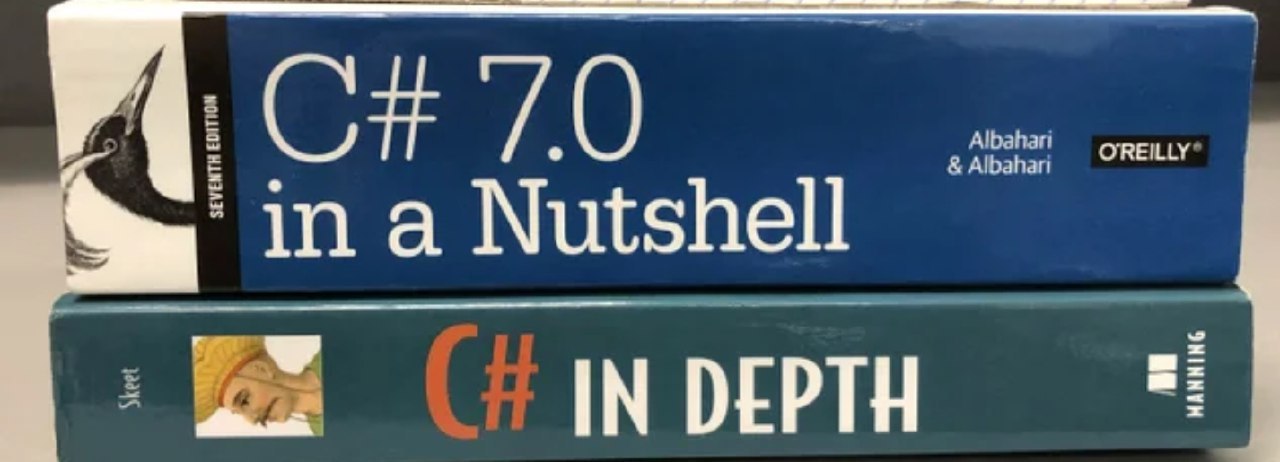 SEVENTH EDITION
C# 7.0
in a Nutshell
Albahari
& Albahari
O'REILLY®
Skeet
C# IN DEPTH
MANNING